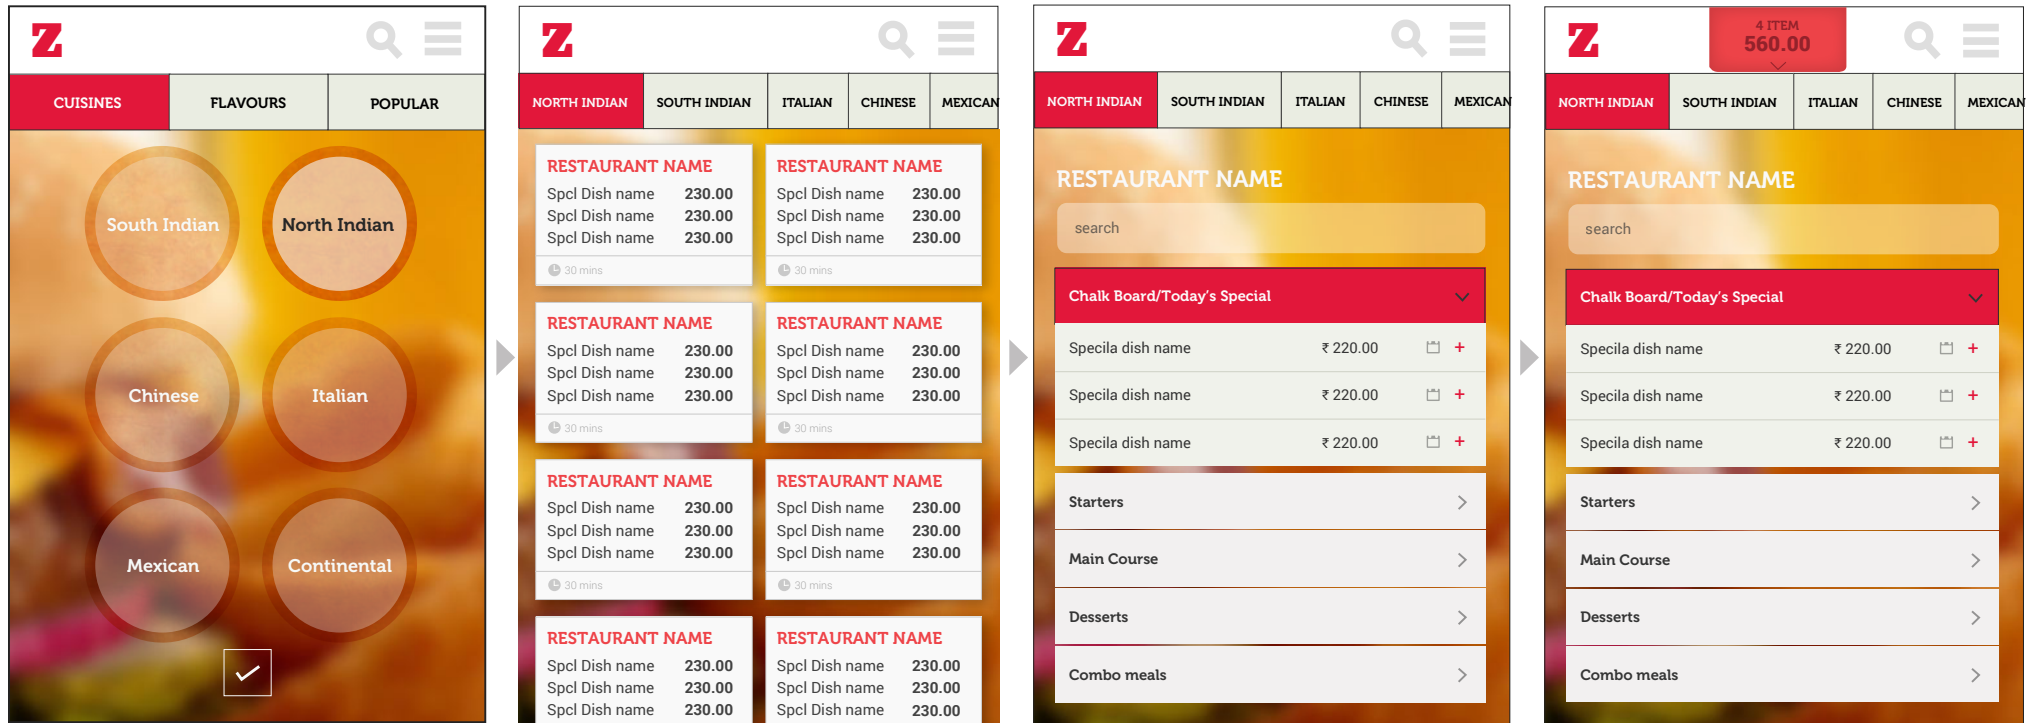 Z
CUISINES FLAVOURS POPULAR
South Indian North Indian
Chinese Italian
Mexican Continental
Z
NORTH INDIAN SOUTH INDIAN ITALIAN CHINESE MEXICAN
RESTAURANT NAME RESTAURANT NAME
Spcl Dish name 230.00 Spcl Dish name 230.00
Spcl Dish name 230.00 Spcl Dish name 230.00
Spcl Dish name 230.00 Spcl Dish name 230.00
30 mins 30 mins
RESTAURANT NAME RESTAURANT NAME
Spcl Dish name 230.00 Spcl Dish name 230.00
Spcl Dish name 230.00 Spcl Dish name 230.00
Spcl Dish name 230.00 Spcl Dish name 230.00
30 mins 30 mins
RESTAURANT NAME RESTAURANT NAME
Spcl Dish name 230.00 Spcl Dish name 230.00
Spcl Dish name 230.00 Spcl Dish name 230.00
Spcl Dish name 230.00 Spcl Dish name 230.00
30 mins 30 mins
RESTAURANT NAME RESTAURANT NAME
Spcl Dish name 230.00 Spcl Dish name 230.00
Spcl Dish name 230.00 Spcl Dish name 230.00
Spcl Dish name 230.00 Spcl Dish name 230.00
Z
NORTH INDIAN SOUTH INDIAN ITALIAN CHINESE MEXICAN
RESTAURANT NAME
search
Chalk Board/Today's Special
Specila dish name ₹ 220.00 +
Specila dish name ₹ 220.00 +
Specila dish name ₹ 220.00 +
Starters
Main Course
Desserts
Combo meals
Z
4 ITEM
560.00
NORTH INDIAN SOUTH INDIAN ITALIAN CHINESE MEXICAN
RESTAURANT NAME
search
Chalk Board/Today's Special
Specila dish name ₹ 220.00 +
Specila dish name ₹ 220.00 +
Specila dish name ₹ 220.00 +
Starters
Main Course
Desserts
Combo meals